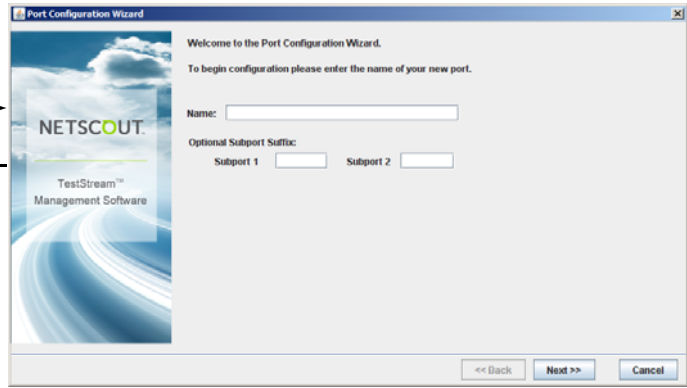 Port Configuration Wizard
Welcome to the Port Configuration Wizard.
To begin configuration please enter the name of your new port.
Name:
Optional Subport Suffix:
Subport 1 Subport 2
NETSCOUT.
TestStream™
Management Software
<< Back Next >> Cancel